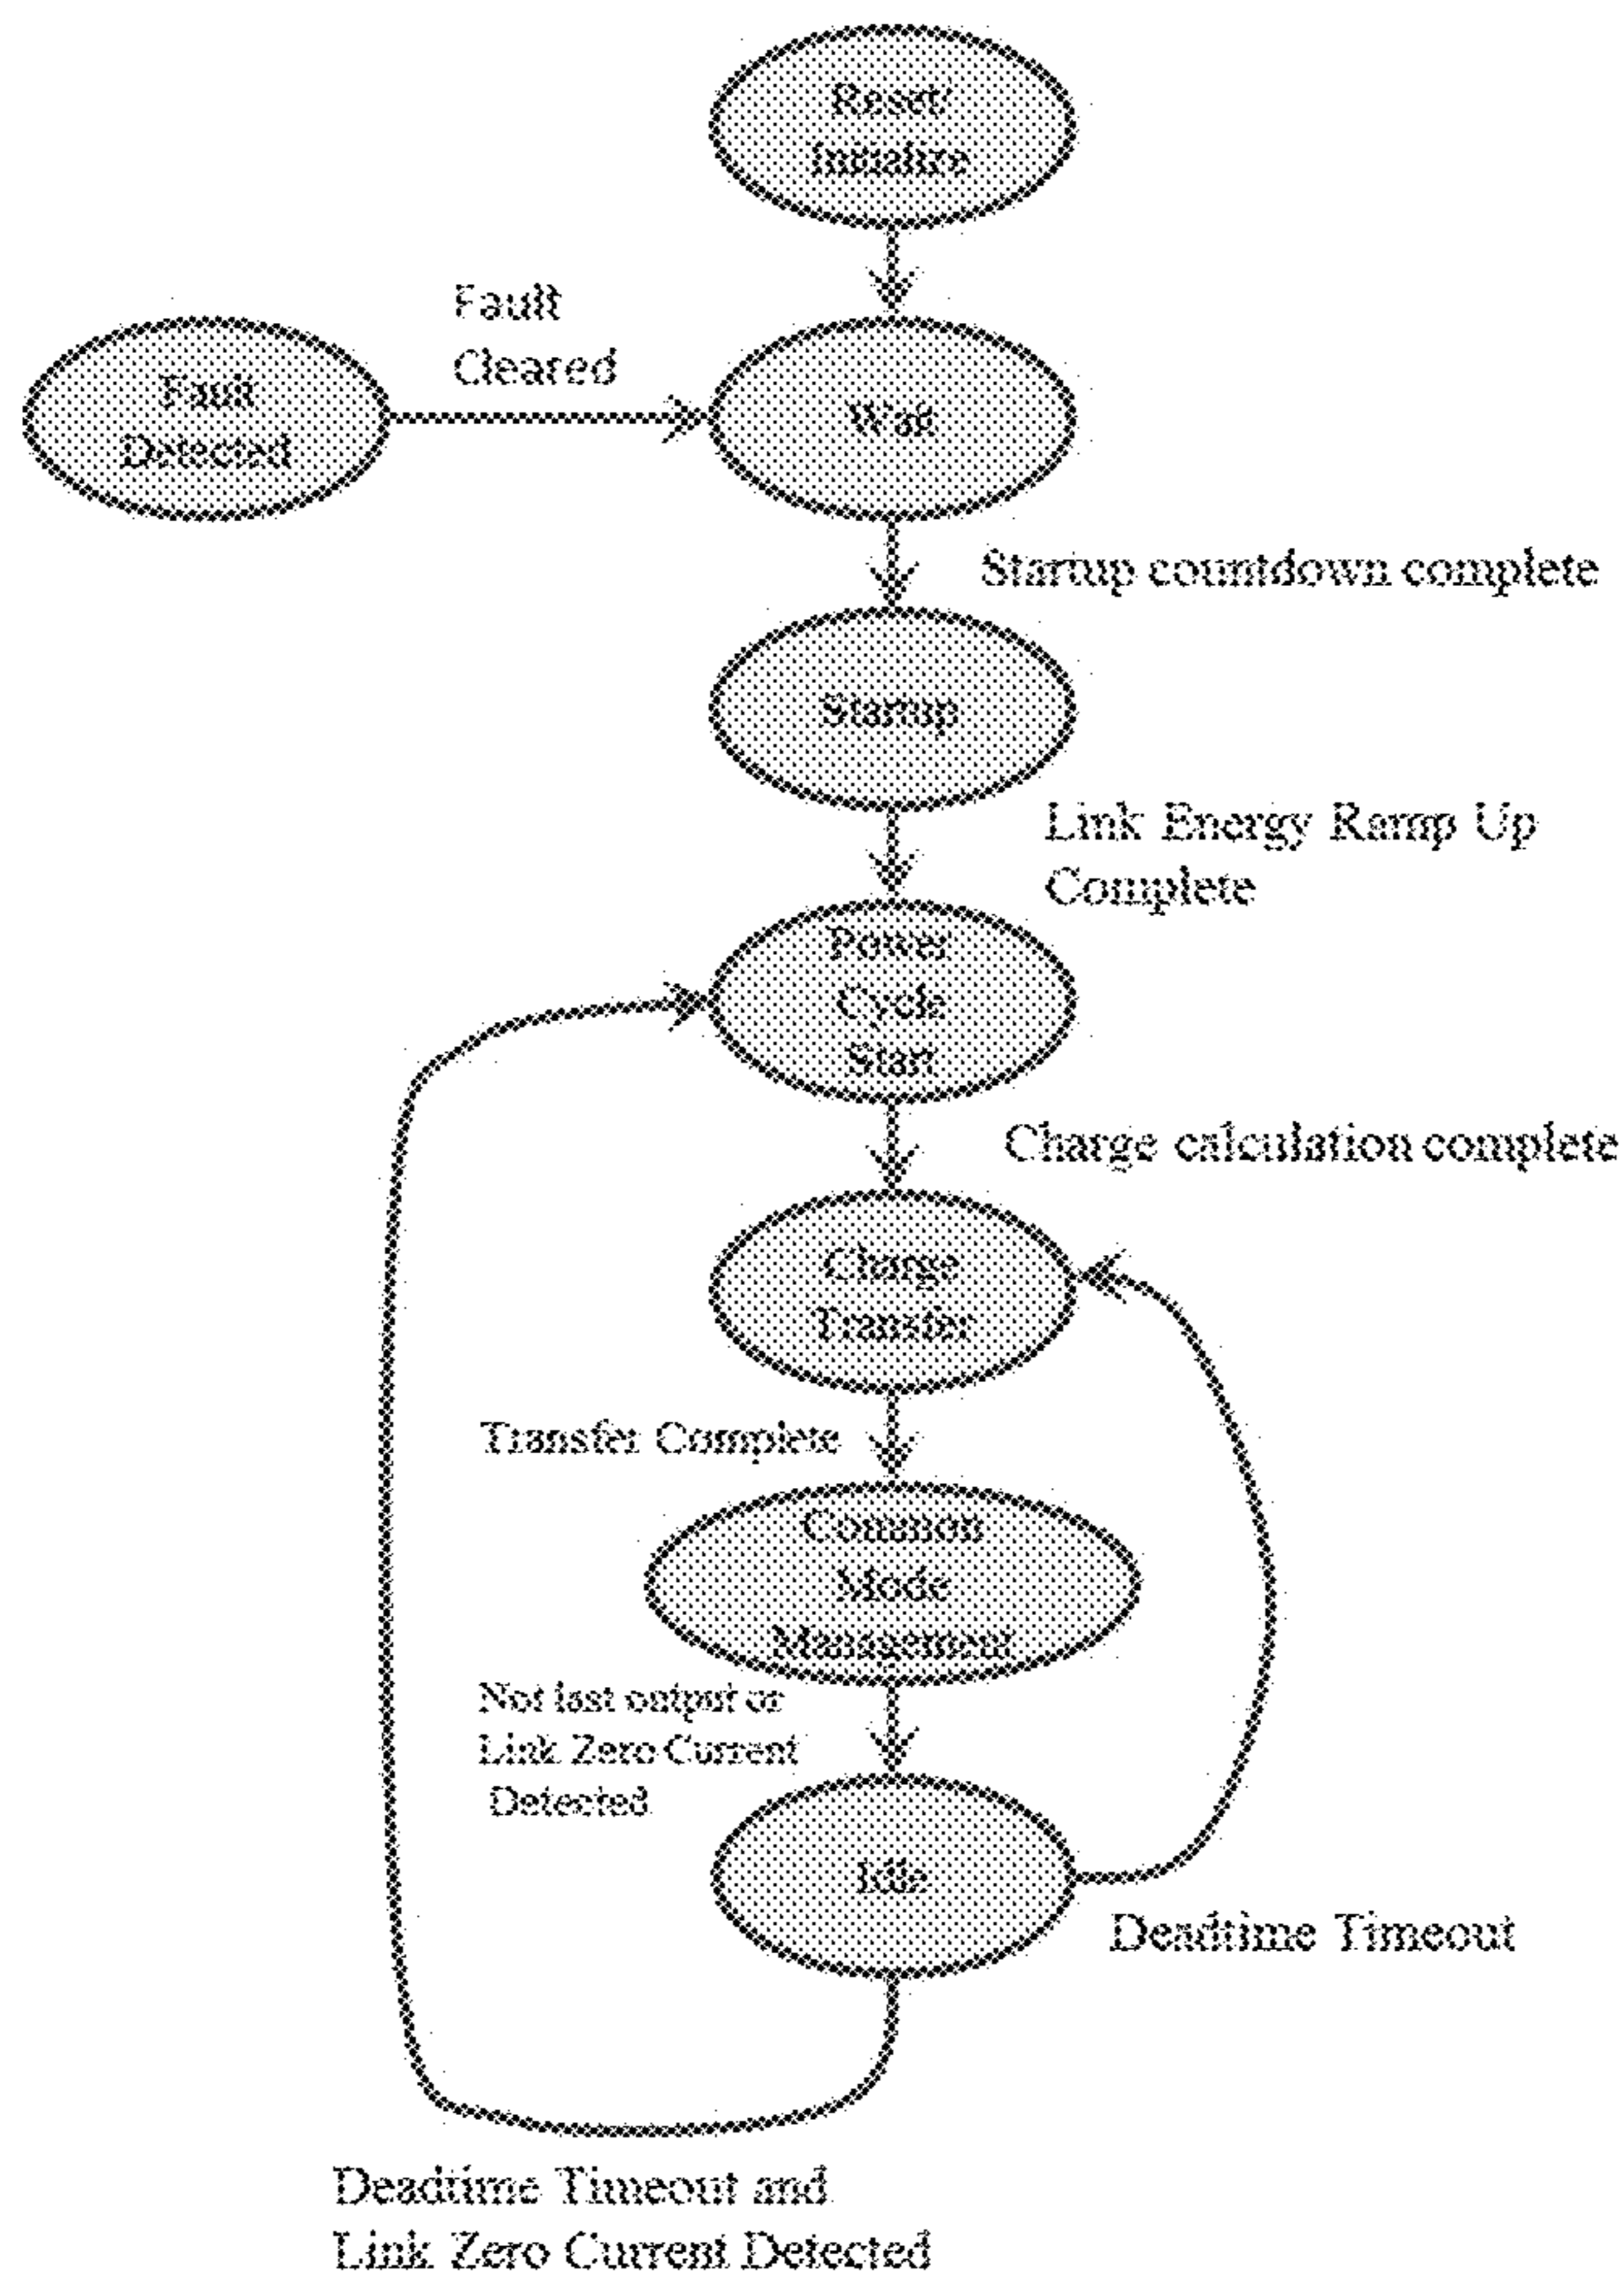 Reset/
Initialize
Fault
Cleared
Fault
Detected
Wait
Startup countdown complete
Startup
Link Energy Ramp Up
Complete
Power
Cycle
Start
Charge calculation complete
Charge
Transfer
Transfer Complete
Common
Mode
Management
Not last output or
Link Zero Current
Detected
Idle
Deadtime Timeout
Deadtime Timeout and
Link Zero Current Detected